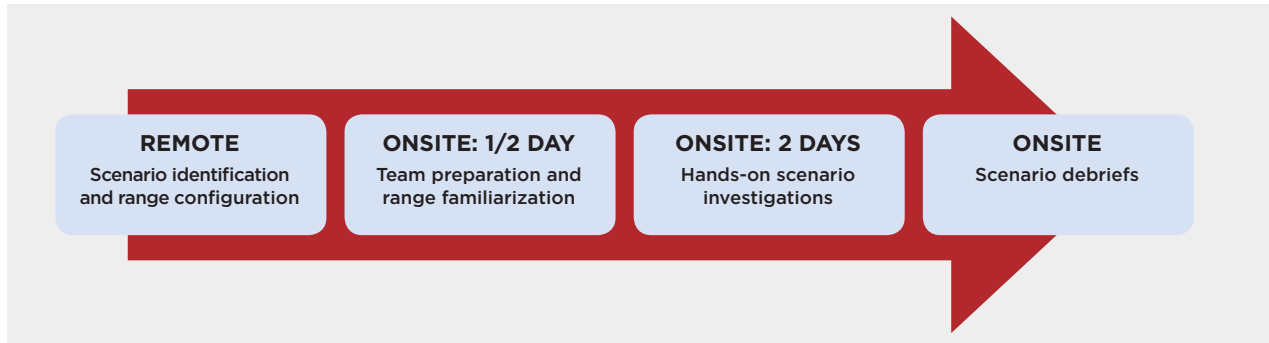 REMOTE
Scenario identification
and range configuration
ONSITE: 1/2 DAY
Team preparation and
range familiarization
ONSITE: 2 DAYS
Hands-on scenario
investigations
ONSITE
Scenario debriefs